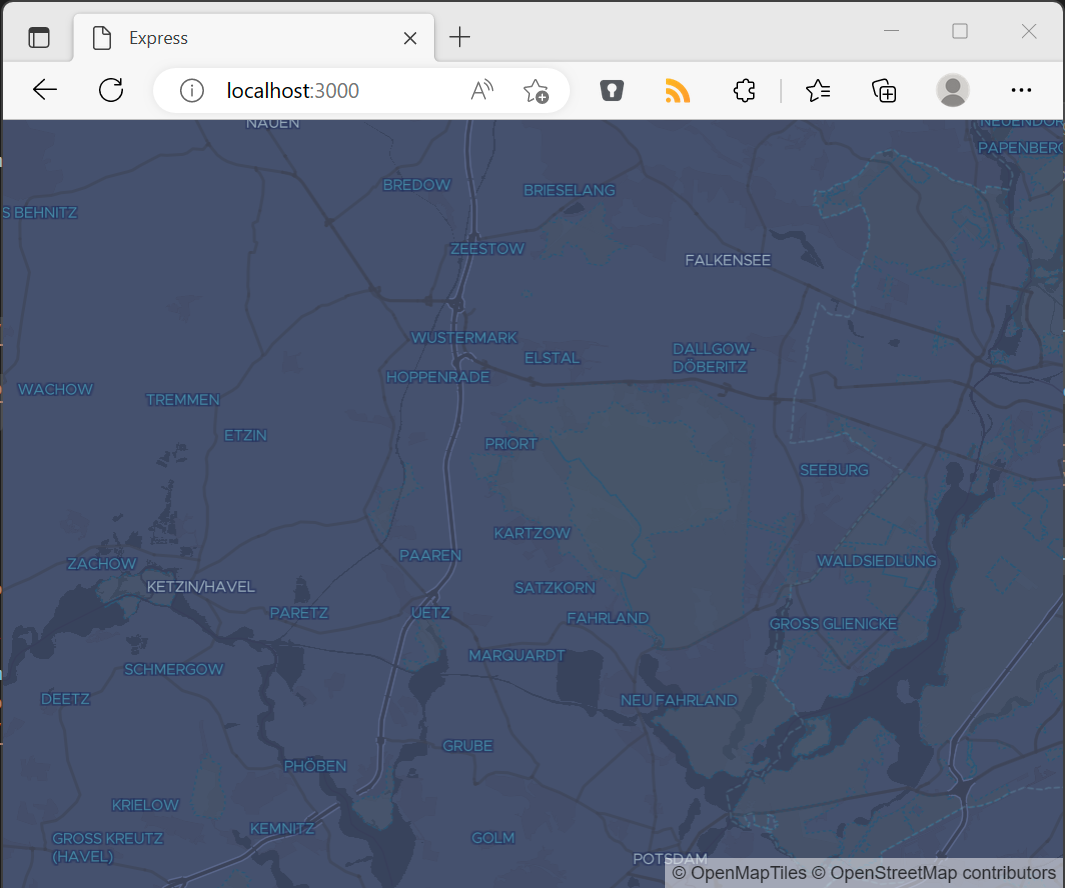 Express
localhost:3000
NAUEN
NEUENDOR
PAPENBERG
BREDOW
BRIESELANG
S BEHNITZ
ZEESTOW
FALKENSEE
WUSTERMARK
ELSTAL
DALLGOW-
DÖBERITZ
HOPPENRADE
WACHOW
TREMMEN
ETZIN
PRIORT
SEEBURG
KARTZOW
PAAREN
WALDSIEDLUNG
ZACHOW
KETZIN/HAVEL
SATZKORN
PARETZ
UETZ
FAHRLAND
GROSS GLIENICKE
MARQUARDT
SCHMERGOW
DEETZ
NEU FAHRLAND
GRUBE
PHÖBEN
KRIELOW
KEMNITZ
GROSS KREUTZ
(HAVEL)
GOLM
POTSDAM
© OpenMapTiles © OpenStreetMap contributors